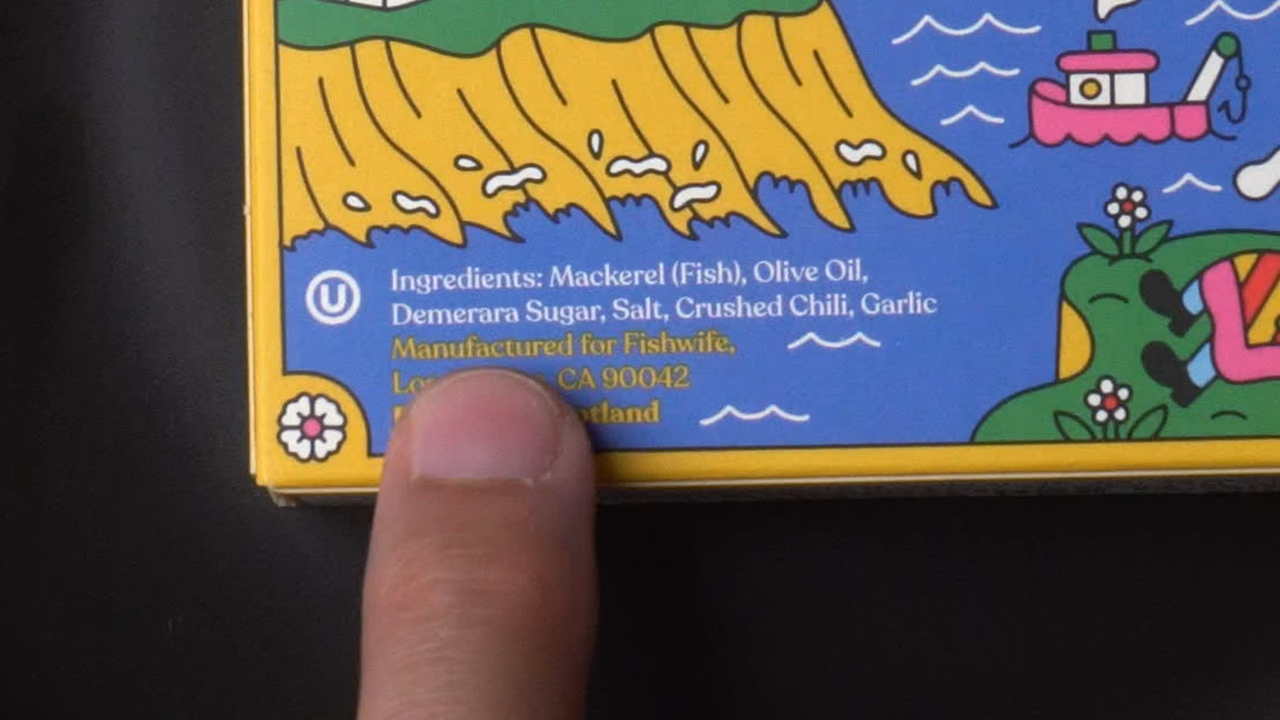 U
Ingredients: Mackerel (Fish), Olive Oil,
Demerara Sugar, Salt, Crushed Chili, Garlic
Manufactured for Fishwife,
CA 90042